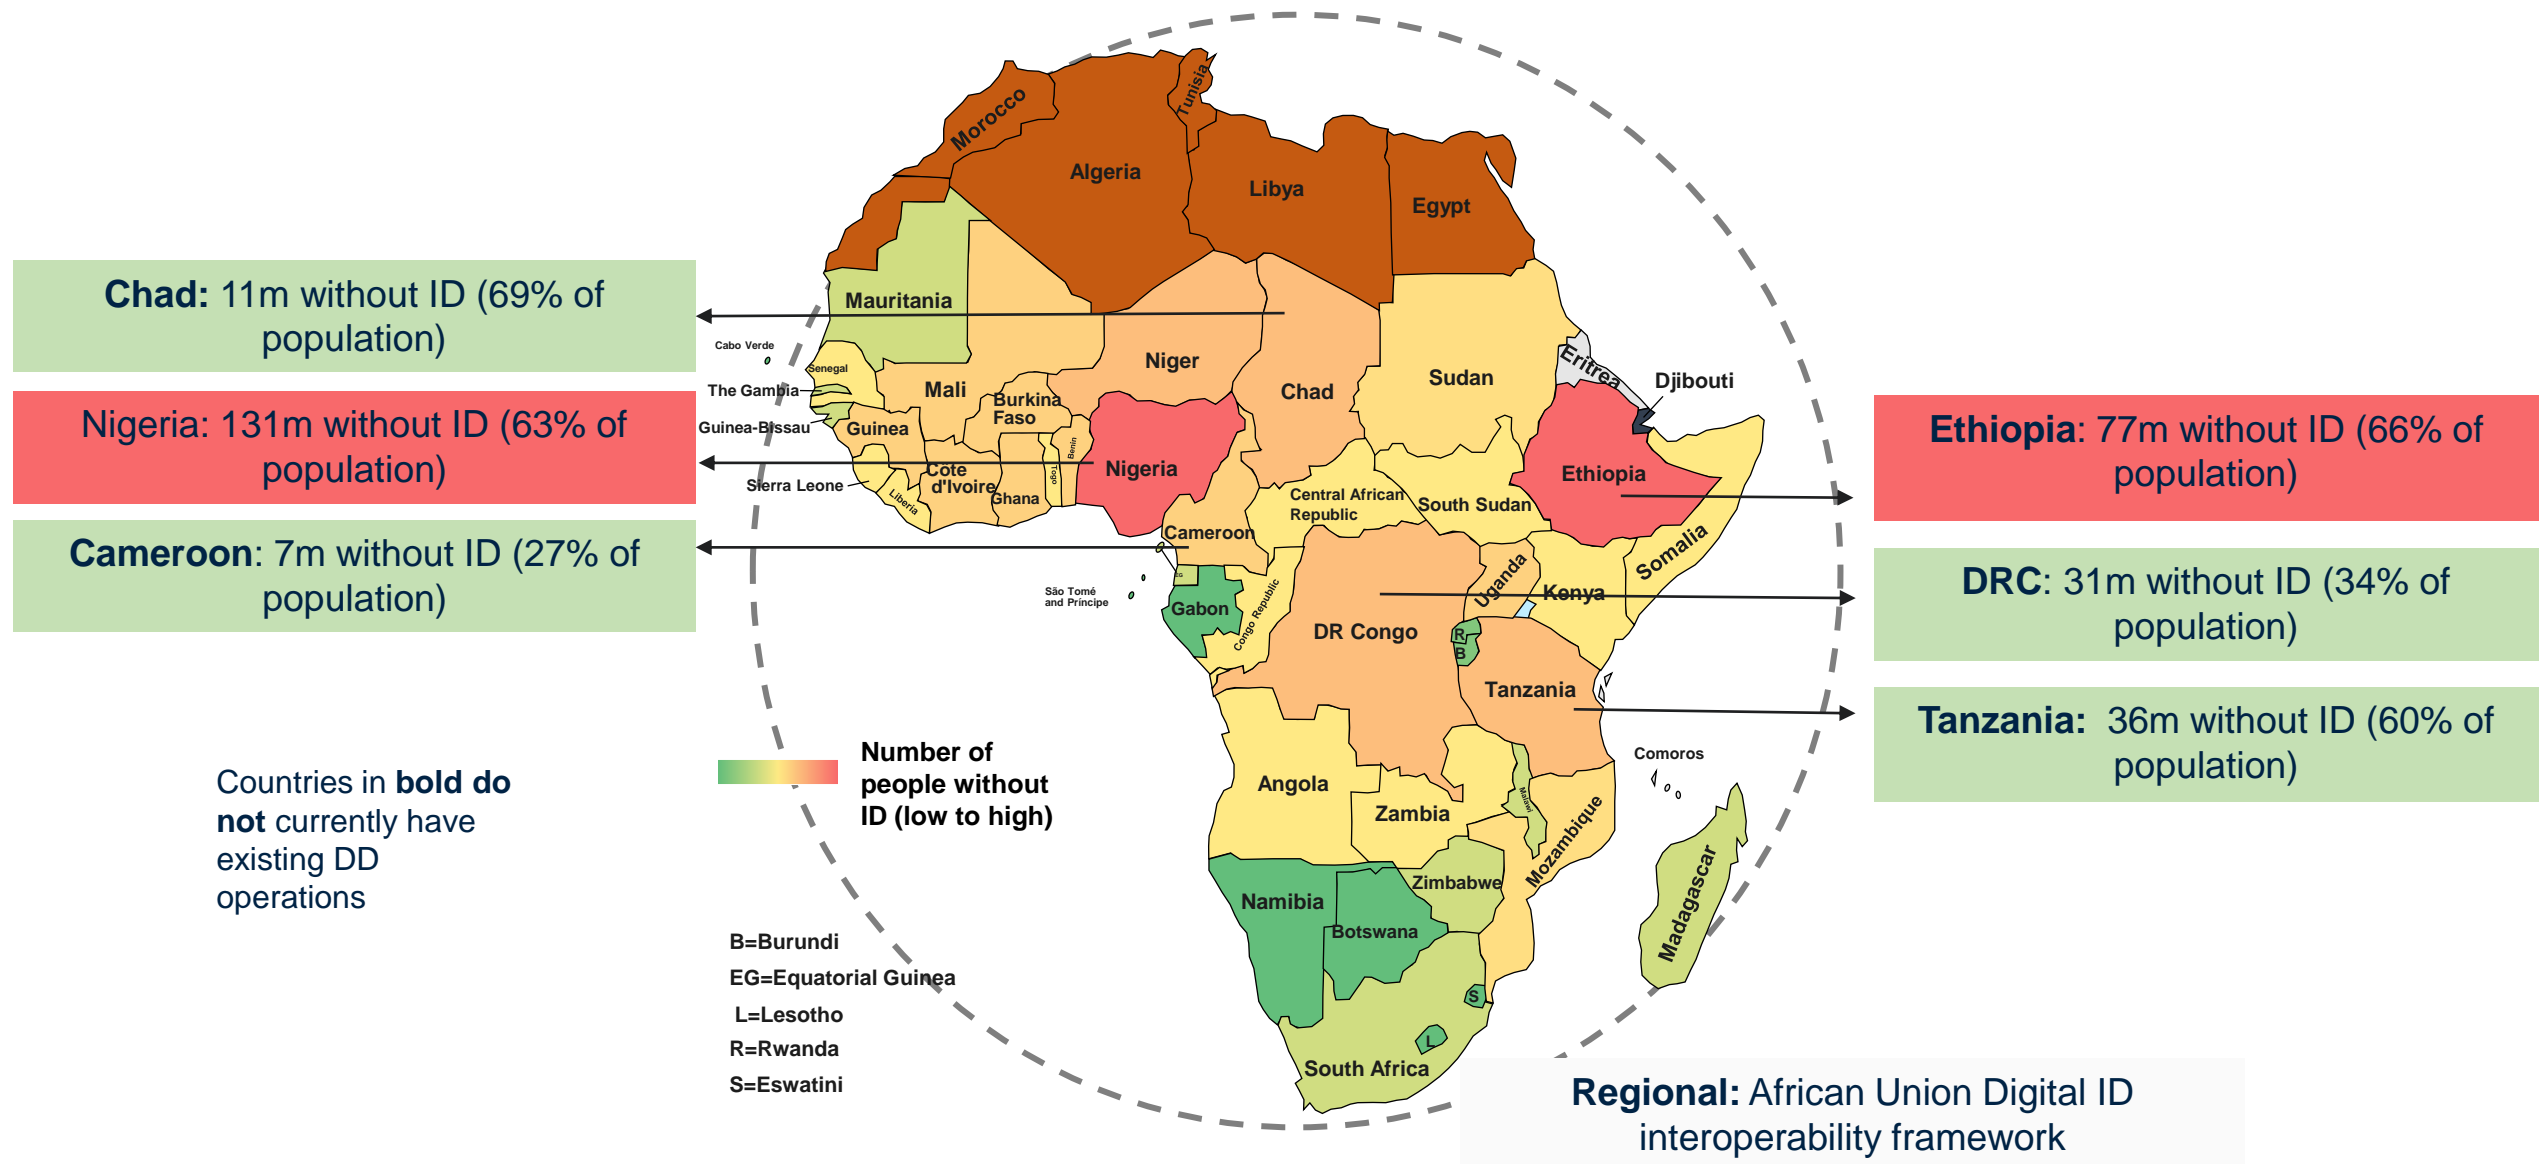 Chad: 11m without ID (69% of
population)
Nigeria: 131m without ID (63% of
population)
Cameroon: 7m without ID (27% of
population)
Ethiopia: 77m without ID (66% of
population)
DRC: 31m without ID (34% of
population)
Tanzania: 36m without ID (60% of
population)
Morocco
Tunisia
Algeria
Libya
Egypt
Mauritania
Cabo Verde
Senegal
The Gambia
Guinea-Bissau
Guinea
Sierra Leone
Liberia
Mali
Burkina
Faso
Côte
d'Ivoire
Ghana
Togo
Benin
Niger
Nigeria
Chad
Sudan
Eritrea
Djibouti
Ethiopia
Somalia
Central African
Republic
South Sudan
Cameroon
EG
São Tomé
and Príncipe
Gabon
Congo Republic
DR Congo
Uganda
Kenya
R
B
Tanzania
Comoros
Angola
Zambia
Malawi
Mozambique
Zimbabwe
Namibia
Botswana
Madagascar
S
L
South Africa
Number of
people without
ID (low to high)
Countries in bold do
not currently have
existing DD
operations
B=Burundi
EG=Equatorial Guinea
L=Lesotho
R=Rwanda
S=Eswatini
Regional: African Union Digital ID
interoperability framework